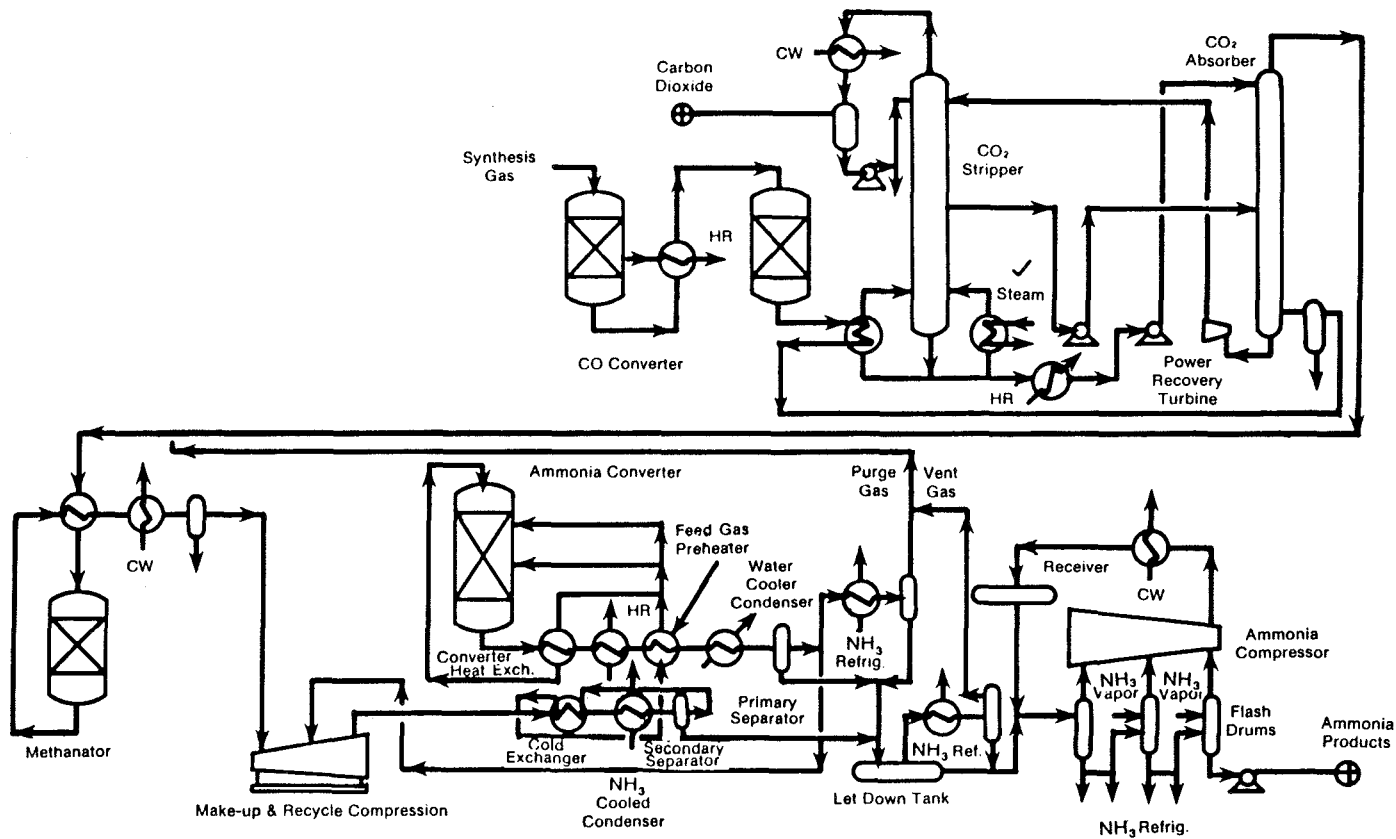 CO₂
Absorber
CW
Carbon
Dioxide
Synthesis
Gas
CO₂
Stripper
HR
Steam
CO Converter
HR
Power
Recovery
Turbine
Ammonia Converter
Purge
Gas
Vent
Gas
Feed Gas
Preheater
Water
Cooler
Condenser
Receiver
CW
CW
HR
NH₃
Refrig.
Ammonia
Compressor
Converter
Heat Exch.
NH₃
Vapor
NH₃
Vapor
Primary
Separator
Flash
Drums
Ammonia
Products
Methanator
Cold
Exchanger
Secondary
Separator
NH₃ Ref.
NH₃
Cooled
Condenser
Make-up & Recycle Compression
Let Down Tank
NH₃ Refrig.